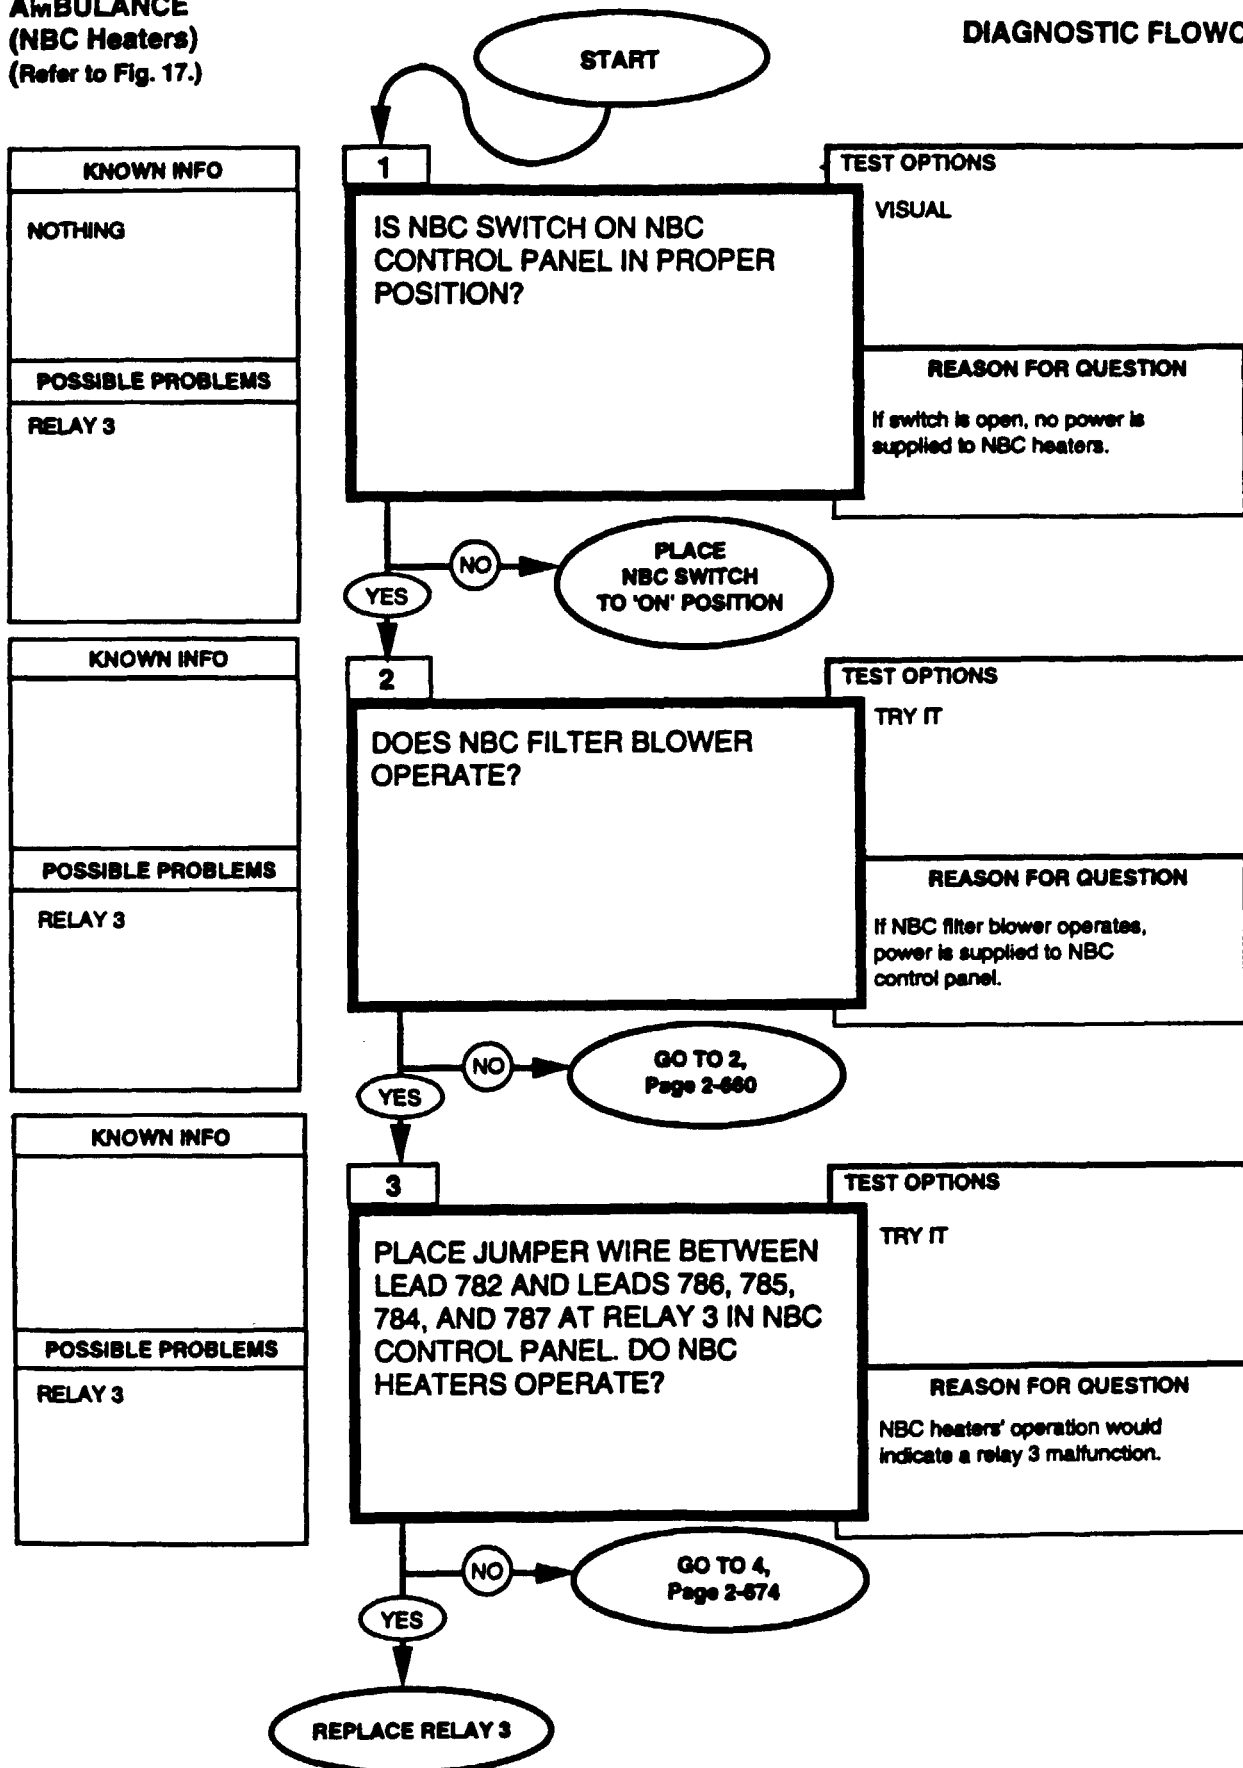 AMBULANCE
(NBC Heaters)
(Refer to Fig. 17.)
DIAGNOSTIC FLOWC
START
KNOWN INFO
NOTHING
POSSIBLE PROBLEMS
RELAY 3
1
IS NBC SWITCH ON NBC
CONTROL PANEL IN PROPER
POSITION?
TEST OPTIONS
VISUAL
REASON FOR QUESTION
If switch is open, no power is
supplied to NBC heaters.
NO
PLACE
NBC SWITCH
TO 'ON' POSITION
YES
KNOWN INFO
POSSIBLE PROBLEMS
RELAY 3
2
DOES NBC FILTER BLOWER
OPERATE?
TEST OPTIONS
TRY IT
REASON FOR QUESTION
If NBC filter blower operates,
power is supplied to NBC
control panel.
NO
GO TO 2,
Page 2-660
YES
KNOWN INFO
POSSIBLE PROBLEMS
RELAY 3
3
PLACE JUMPER WIRE BETWEEN
LEAD 782 AND LEADS 786, 785,
784, AND 787 AT RELAY 3 IN NBC
CONTROL PANEL. DO NBC
HEATERS OPERATE?
TEST OPTIONS
TRY IT
REASON FOR QUESTION
NBC heaters' operation would
indicate a relay 3 malfunction.
NO
GO TO 4,
Page 2-674
YES
REPLACE RELAY 3